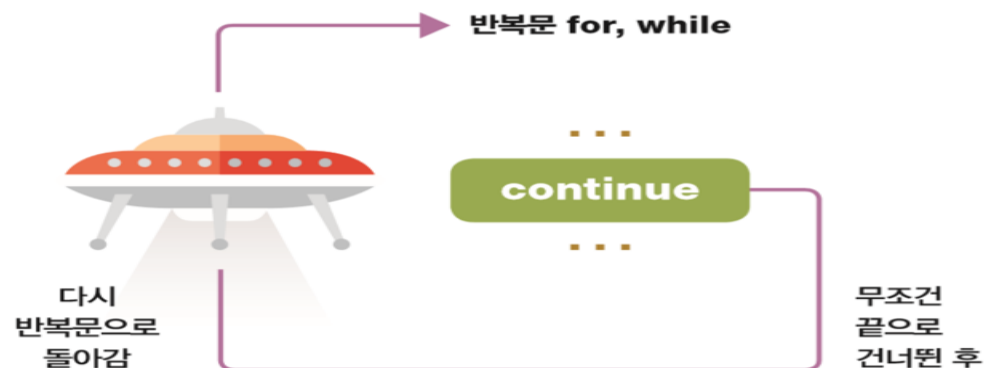 반복문 for, while
...
continue
...
다시
반복문으로
돌아감
무조건
끝으로
건너뛴 후